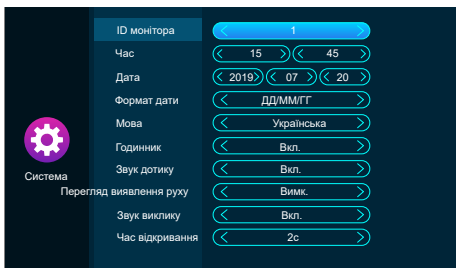 ID монітора 1
Час 15 45
Дата 2019 07 20
Формат дати ДД/ММ/ГГ
Мова Українська
Годинник Вкл.
Звук дотику Вкл.
Система
Перегляд виявлення руху Вимк.
Звук виклику Вкл.
Час відкривання 2с